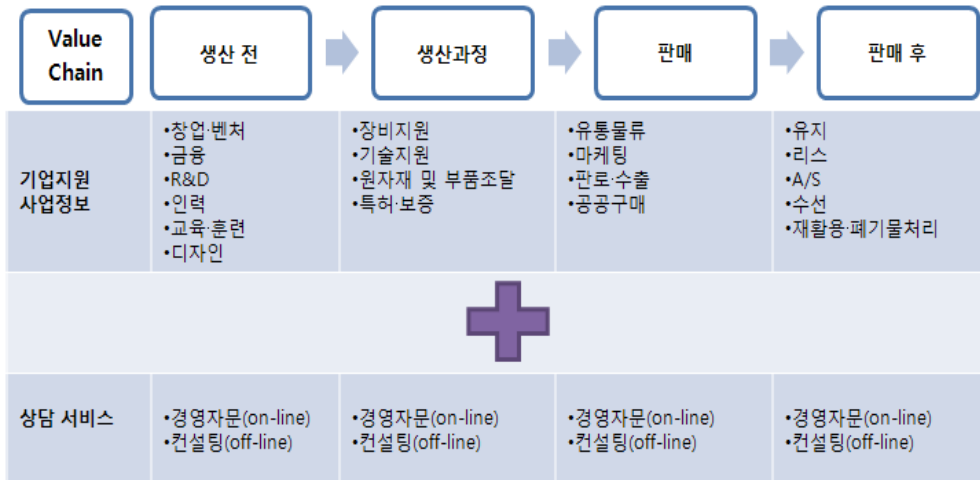 Value
Chain
생산 전
생산과정
판매
판매 후
기업지원
사업정보
•창업·벤처
•금융
•R&D
•인력
•교육·훈련
•디자인
•장비지원
•기술지원
•원자재 및 부품조달
•특허·보증
•유통물류
•마케팅
•판로·수출
•공공구매
•유지
•리스
•A/S
•수선
•재활용·폐기물처리
상담 서비스
•경영자문(on-line)
•컨설팅(off-line)
•경영자문(on-line)
•컨설팅(off-line)
•경영자문(on-line)
•컨설팅(off-line)
•경영자문(on-line)
•컨설팅(off-line)